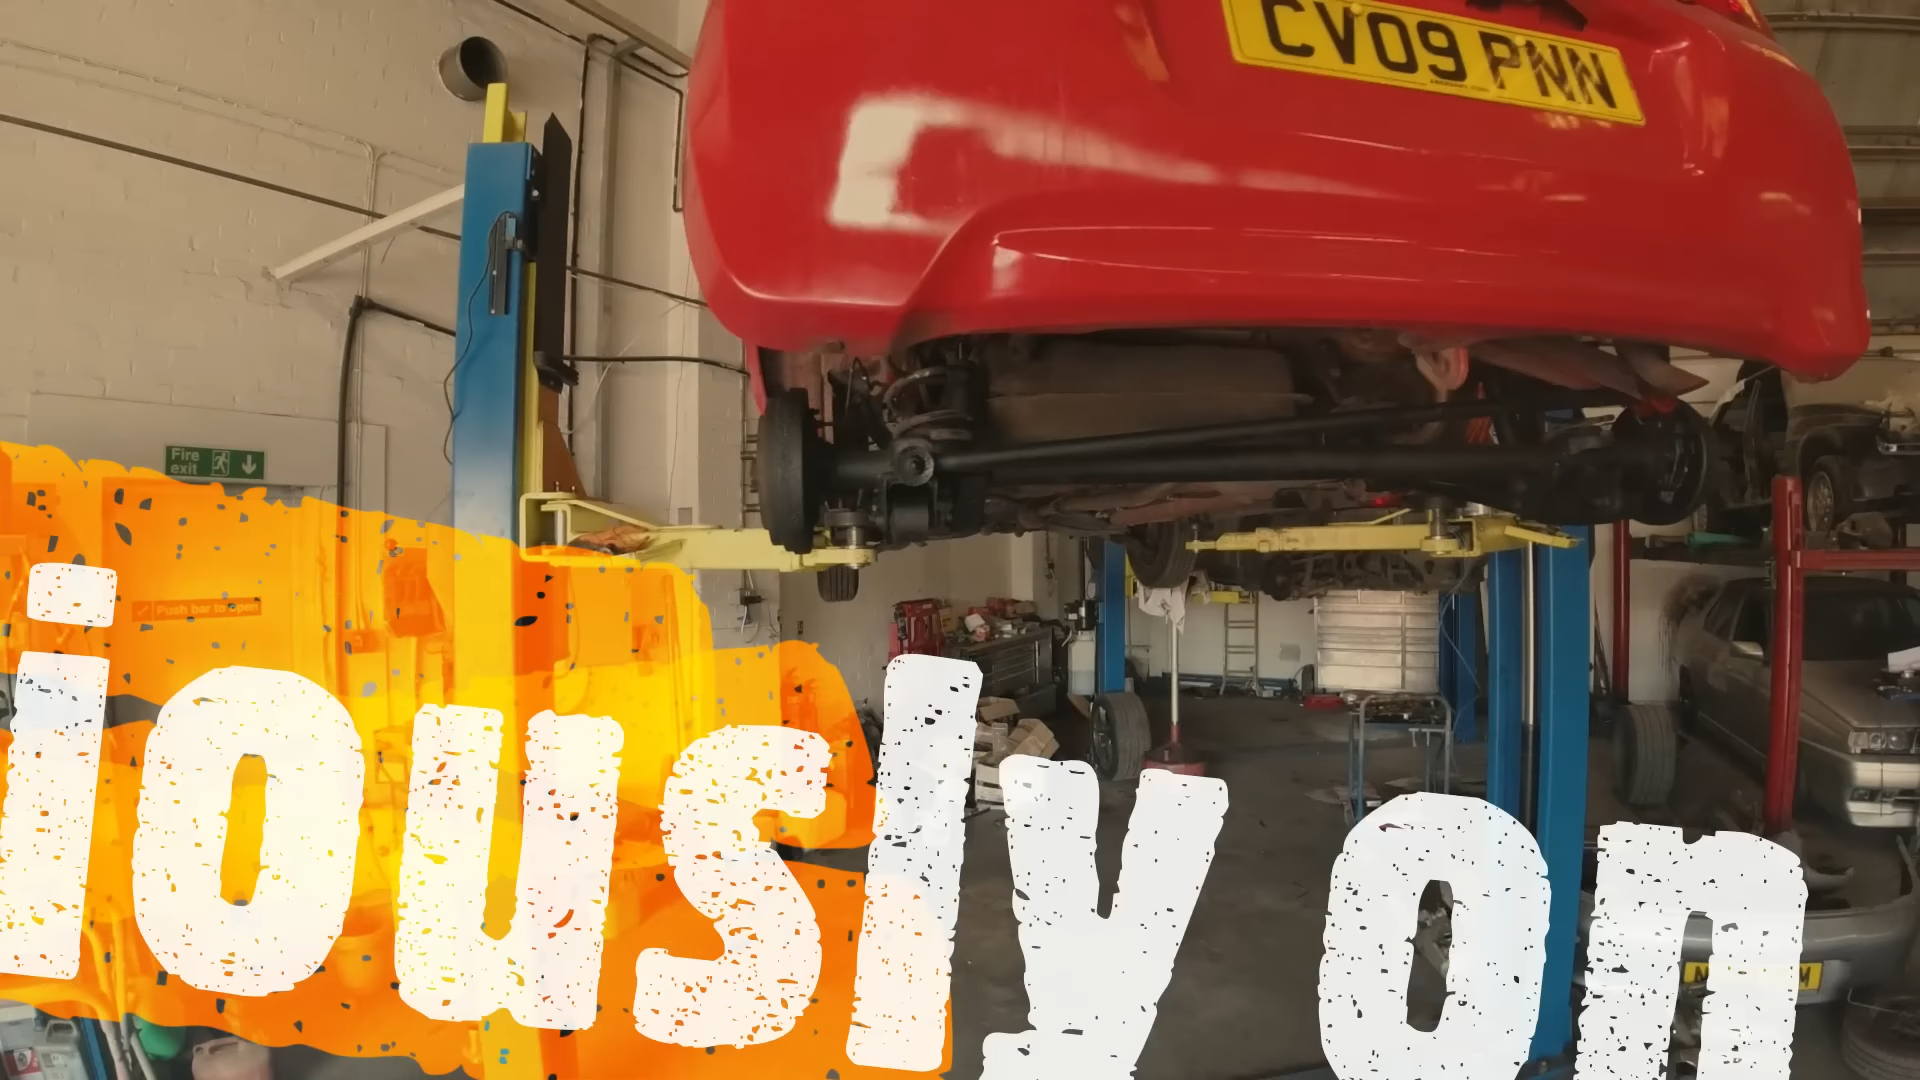 CV09 PNN
Fire
exit
Push bar to open
iously on